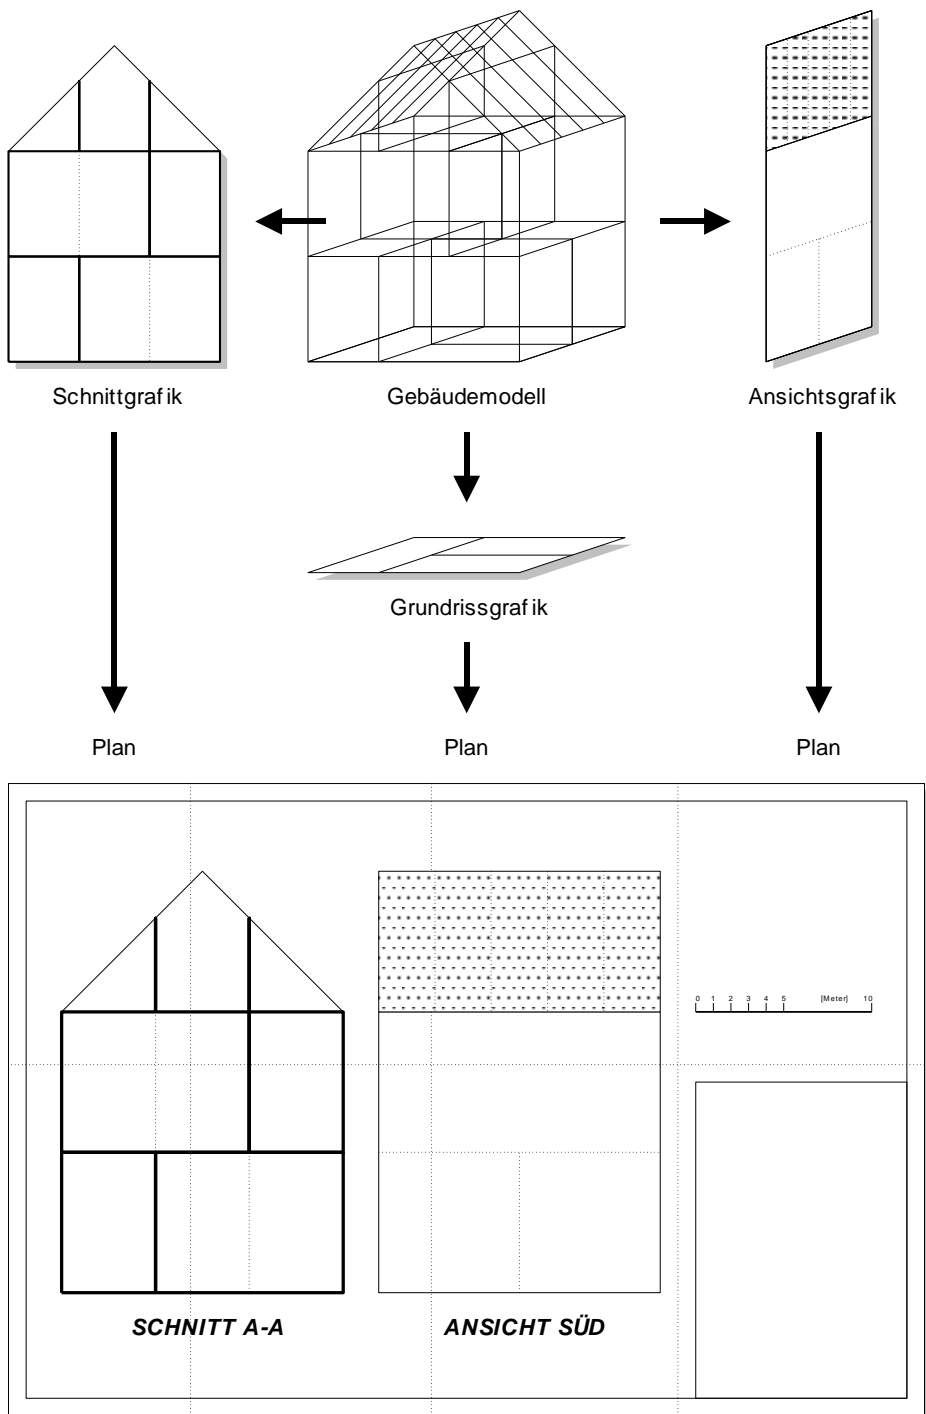 Schnittgrafik
Gebäudemodell
Ansichtsgrafik
Grundrissgrafik
Plan
Plan
Plan
0 1 2 3 4 5 [Meter] 10
SCHNITT A-A
ANSICHT SÜD